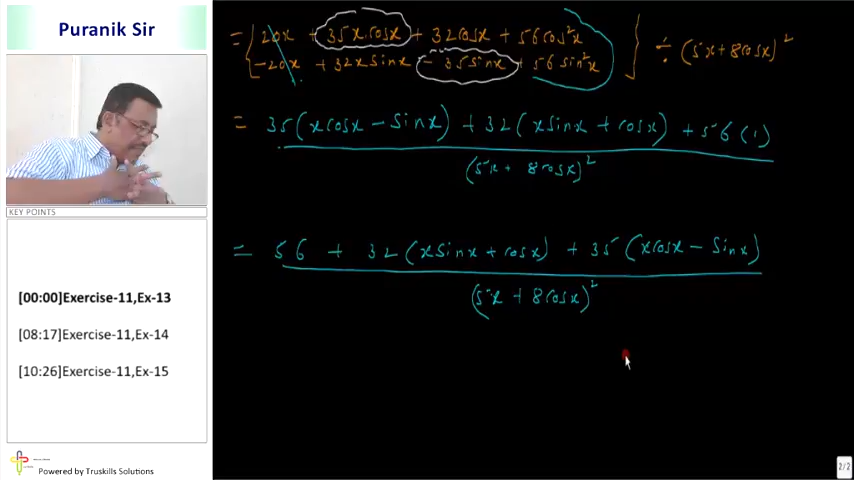 Puranik Sir
KEY POINTS
[00:00]Exercise-11,Ex-13
[08:17]Exercise-11,Ex-14
[10:26]Exercise-11,Ex-15
Powered by Truskills Solutions
= { 20x + 35x.cosx + 32cosx + 56cos²x
-20x + 32xsinx - 35sinx + 56sin²x } ÷ (5x+8cosx)²
= 35(xcosx - sinx) + 32(xsinx + cosx) + 56(1)
(5x + 8cosx)²
= 56 + 32(xsinx + cosx) + 35(xcosx - sinx)
(5x + 8cosx)²
2/2